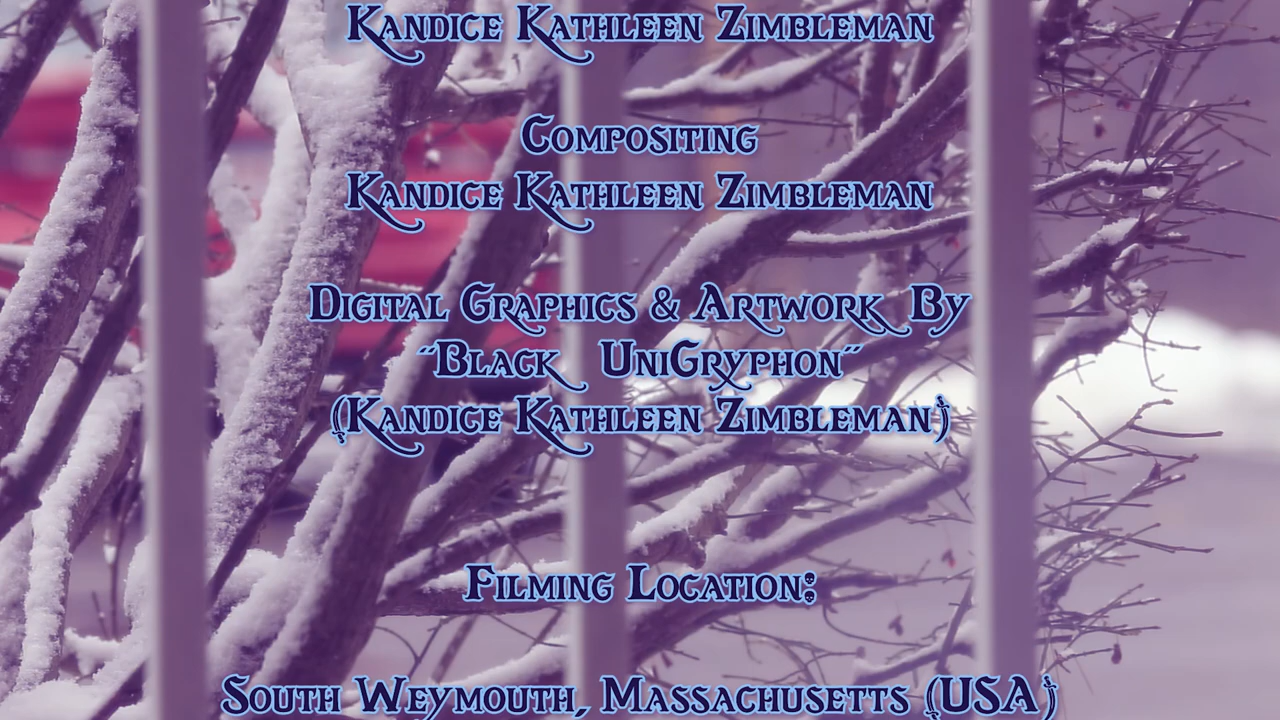 Kandice Kathleen Zimbleman
Compositing
Kandice Kathleen Zimbleman
Digital Graphics & Artwork By
"Black UniGryphon"
(Kandice Kathleen Zimbleman)
Filming Location:
South Weymouth, Massachusetts (USA)